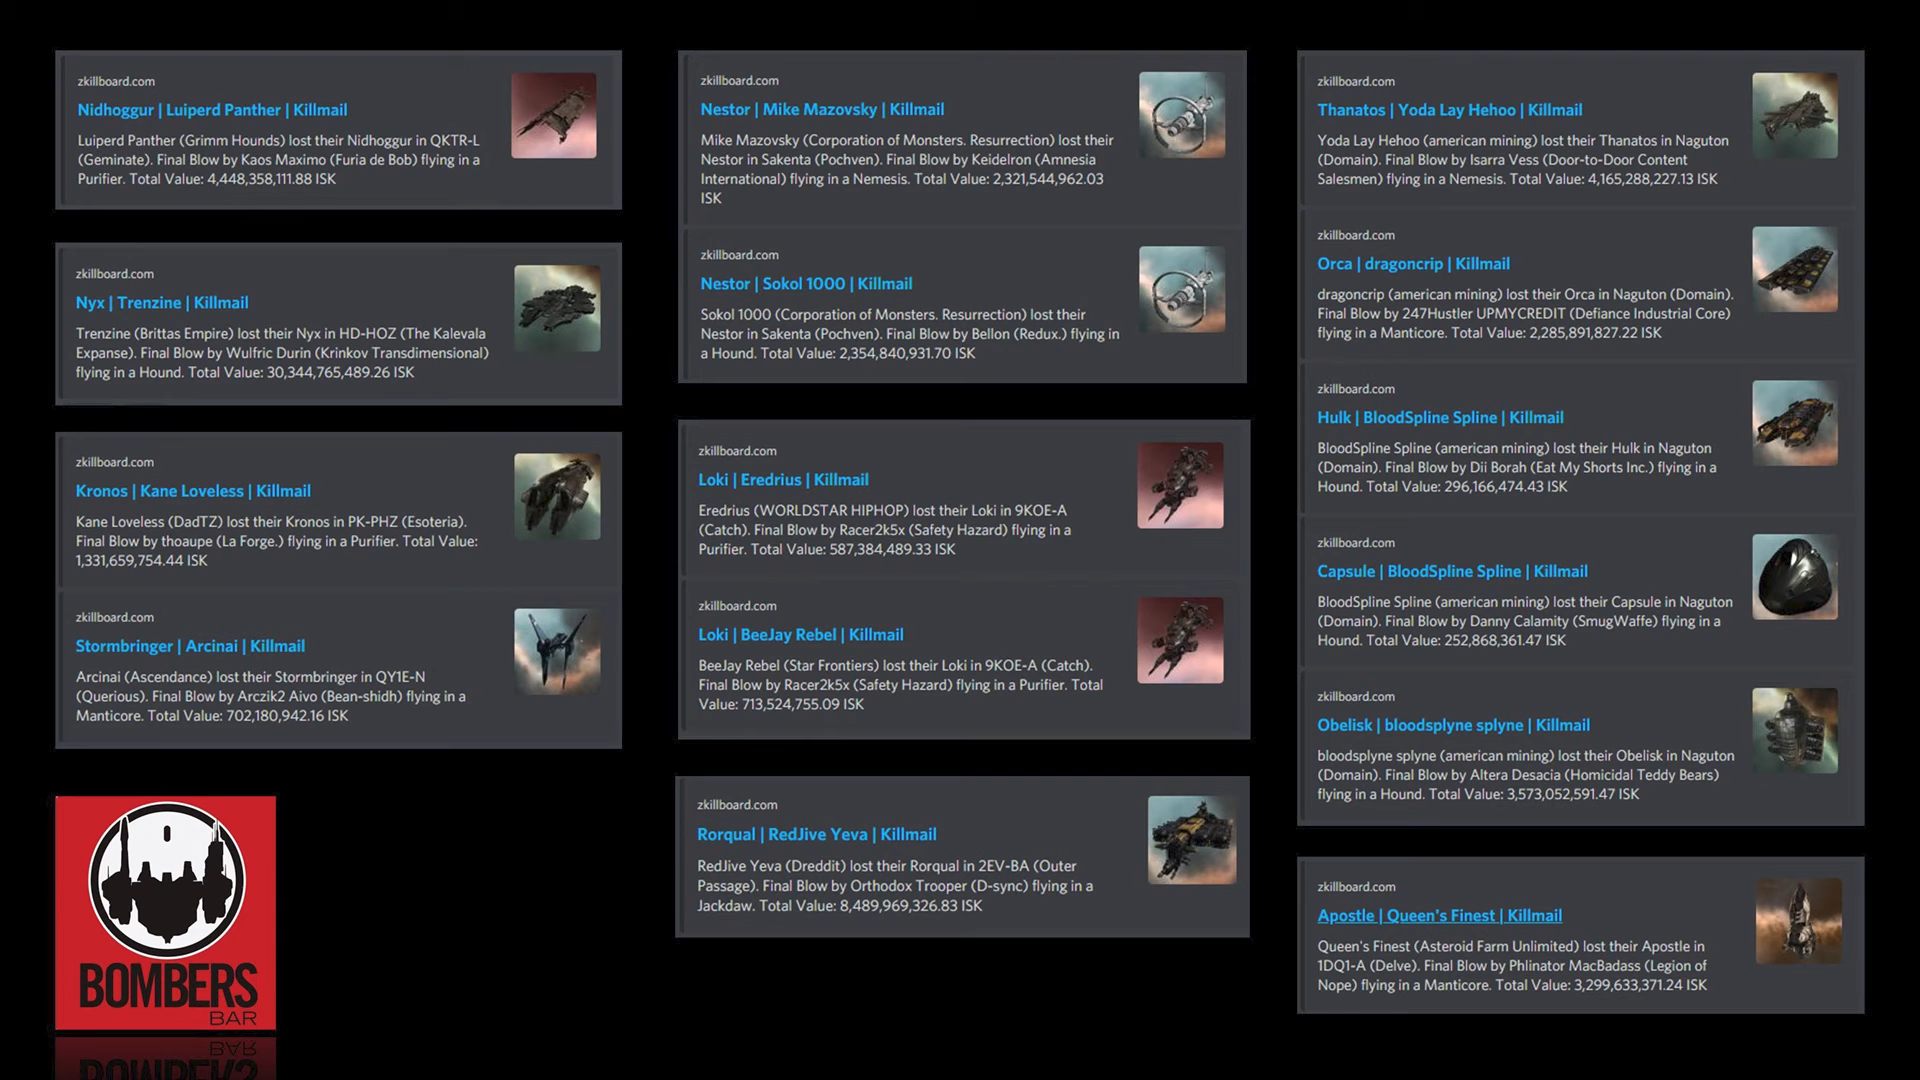 zkillboard.com
Nidhoggur | Luiperd Panther | Killmail
Luiperd Panther (Grimm Hounds) lost their Nidhoggur in QKTR-L
(Geminate). Final Blow by Kaos Maximo (Furia de Bob) flying in a
Purifier. Total Value: 4,448,358,111.88 ISK
zkillboard.com
Nyx | Trenzine | Killmail
Trenzine (Brittas Empire) lost their Nyx in HD-HOZ (The Kalevala
Expanse). Final Blow by Wulfric Durin (Krinkov Transdimensional)
flying in a Hound. Total Value: 30,344,765,489.26 ISK
zkillboard.com
Kronos | Kane Loveless | Killmail
Kane Loveless (DadTZ) lost their Kronos in PK-PHZ (Esoteria).
Final Blow by thoaupe (La Forge.) flying in a Purifier. Total Value:
1,331,659,754.44 ISK
zkillboard.com
Stormbringer | Arcinai | Killmail
Arcinai (Ascendance) lost their Stormbringer in QY1E-N
(Querious). Final Blow by Arczik2 Aivo (Bean-shidh) flying in a
Manticore. Total Value: 702,180,942.16 ISK
BOMBERS
BAR
zkillboard.com
Nestor | Mike Mazovsky | Killmail
Mike Mazovsky (Corporation of Monsters. Resurrection) lost their
Nestor in Sakenta (Pochven). Final Blow by Keidelron (Amnesia
International) flying in a Nemesis. Total Value: 2,321,544,962.03
ISK
zkillboard.com
Nestor | Sokol 1000 | Killmail
Sokol 1000 (Corporation of Monsters. Resurrection) lost their
Nestor in Sakenta (Pochven). Final Blow by Bellon (Redux.) flying in
a Hound. Total Value: 2,354,840,931.70 ISK
zkillboard.com
Loki | Eredrius | Killmail
Eredrius (WORLDSTAR HIPHOP) lost their Loki in 9KOE-A
(Catch). Final Blow by Racer2k5x (Safety Hazard) flying in a
Purifier. Total Value: 587,384,489.33 ISK
zkillboard.com
Loki | BeeJay Rebel | Killmail
BeeJay Rebel (Star Frontiers) lost their Loki in 9KOE-A (Catch).
Final Blow by Racer2k5x (Safety Hazard) flying in a Purifier. Total
Value: 713,524,755.09 ISK
zkillboard.com
Rorqual | RedJive Yeva | Killmail
RedJive Yeva (Dreddit) lost their Rorqual in 2EV-BA (Outer
Passage). Final Blow by Orthodox Trooper (D-sync) flying in a
Jackdaw. Total Value: 8,489,969,326.83 ISK
zkillboard.com
Thanatos | Yoda Lay Hehoo | Killmail
Yoda Lay Hehoo (american mining) lost their Thanatos in Naguton
(Domain). Final Blow by Isarra Vess (Door-to-Door Content
Salesmen) flying in a Nemesis. Total Value: 4,165,288,227.13 ISK
zkillboard.com
Orca | dragoncrip | Killmail
dragoncrip (american mining) lost their Orca in Naguton (Domain).
Final Blow by 247Hustler UPMYCREDIT (Defiance Industrial Core)
flying in a Manticore. Total Value: 2,285,891,827.22 ISK
zkillboard.com
Hulk | BloodSpline Spline | Killmail
BloodSpline Spline (american mining) lost their Hulk in Naguton
(Domain). Final Blow by Dii Borah (Eat My Shorts Inc.) flying in a
Hound. Total Value: 296,166,474.43 ISK
zkillboard.com
Capsule | BloodSpline Spline | Killmail
BloodSpline Spline (american mining) lost their Capsule in Naguton
(Domain). Final Blow by Danny Calamity (SmugWaffe) flying in a
Hound. Total Value: 252,868,361.47 ISK
zkillboard.com
Obelisk | bloodsplyne splyne | Killmail
bloodsplyne splyne (american mining) lost their Obelisk in Naguton
(Domain). Final Blow by Altera Desacia (Homicidal Teddy Bears)
flying in a Hound. Total Value: 3,573,052,591.47 ISK
zkillboard.com
Apostle | Queen's Finest | Killmail
Queen's Finest (Asteroid Farm Unlimited) lost their Apostle in
1DQ1-A (Delve). Final Blow by Phlinator MacBadass (Legion of
Nope) flying in a Manticore. Total Value: 3,299,633,371.24 ISK